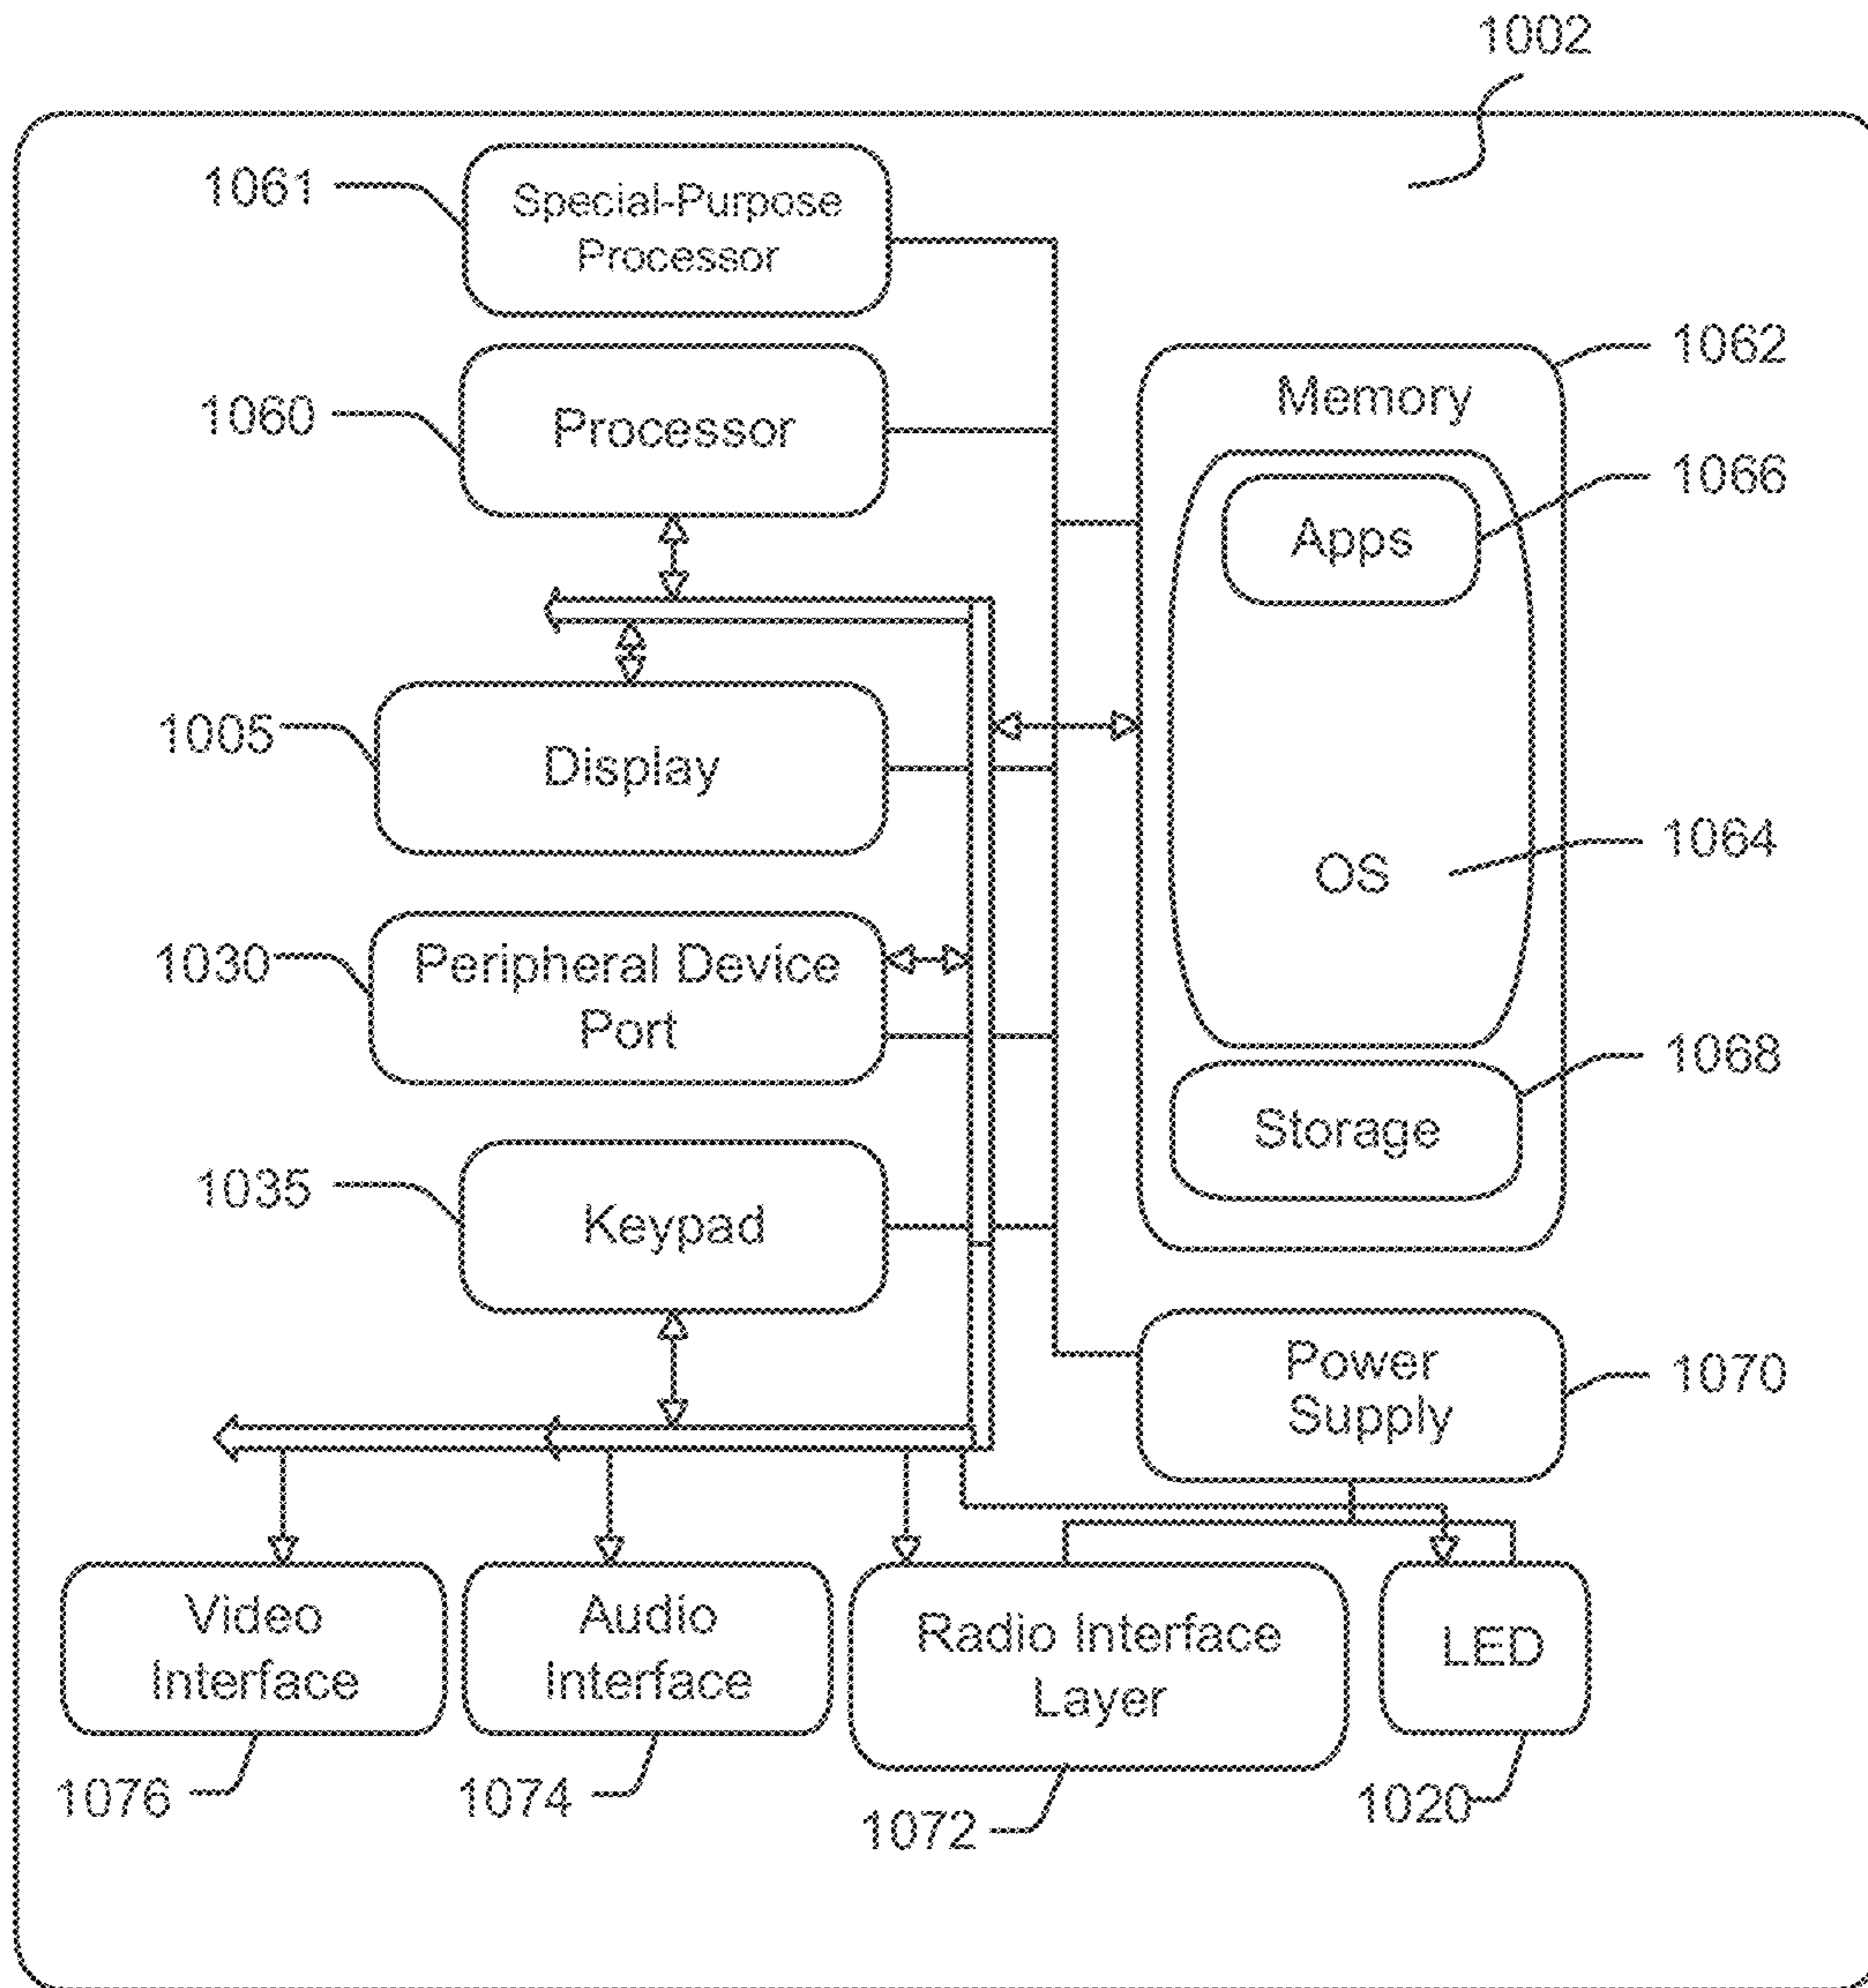 1002
1061
Special-Purpose
Processor
1062
Memory
1060
Processor
1066
Apps
1005
Display
1064
OS
1030
Peripheral Device
Port
1068
Storage
1035
Keypad
Power
Supply
1070
Video
Interface
Audio
Interface
Radio Interface
Layer
LED
1076
1074
1072
1020